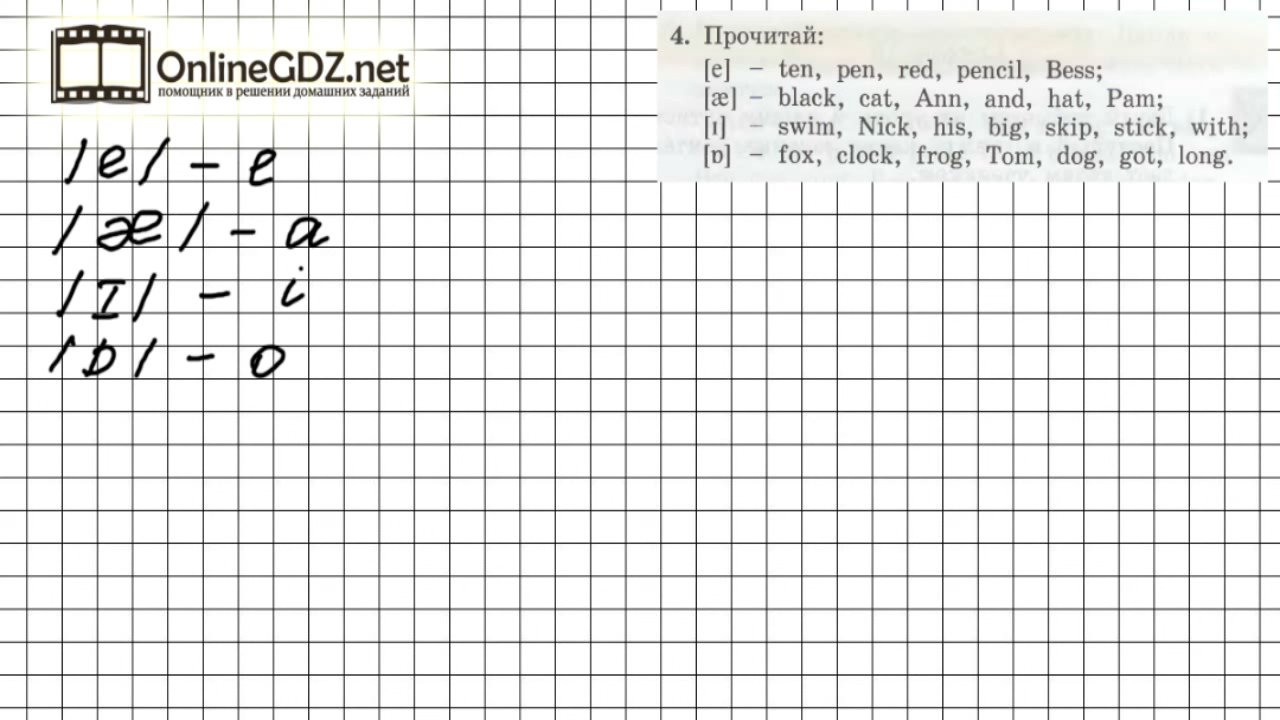 OnlineGDZ.net
помощник в решении домашних заданий
/e/ - e
/æ/ - a
/I/ - i
/ɒ/ - o
4. Прочитай:
[e] – ten, pen, red, pencil, Bess;
[æ] – black, cat, Ann, and, hat, Pam;
[ɪ] – swim, Nick, his, big, skip, stick, with;
[ɒ] – fox, clock, frog, Tom, dog, got, long.